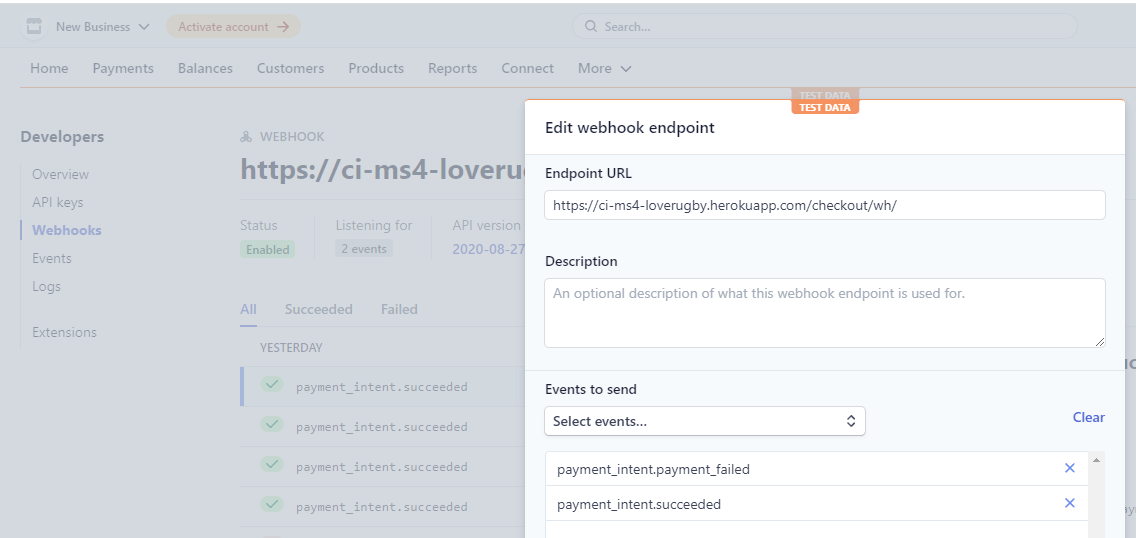 New Business
Activate account →
Search...
Home Payments Balances Customers Products Reports Connect More
TEST DATA
TEST DATA
Developers
Overview
API keys
Webhooks
Events
Logs
Extensions
WEBHOOK
https://ci-ms4-loveru
Status Listening for API version
Enabled 2 events 2020-08-27
All Succeeded Failed
YESTERDAY
payment_intent.succeeded
payment_intent.succeeded
payment_intent.succeeded
payment_intent.succeeded
Edit webhook endpoint
Endpoint URL
https://ci-ms4-loverugby.herokuapp.com/checkout/wh/
Description
An optional description of what this webhook endpoint is used for.
Events to send
Select events...
Clear
payment_intent.payment_failed
payment_intent.succeeded